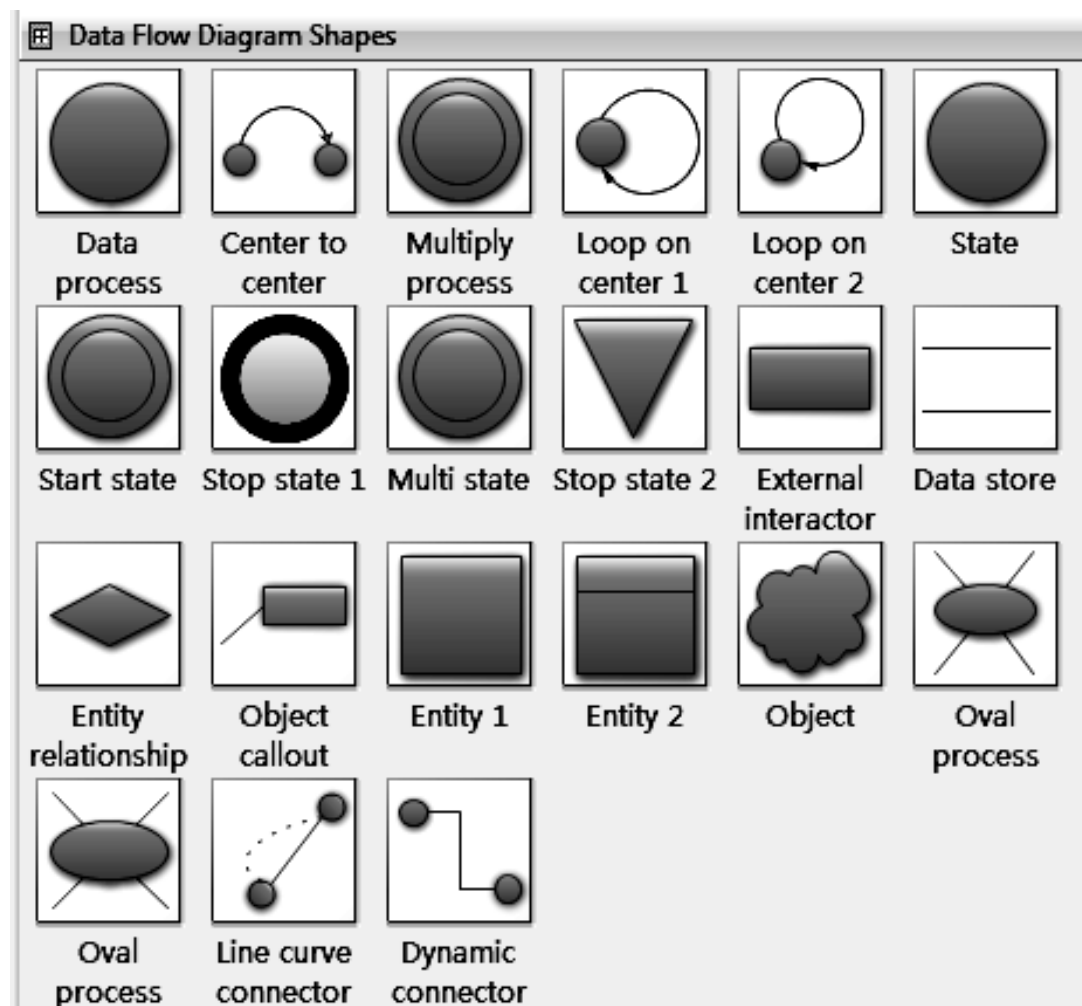 Data Flow Diagram Shapes
Data process
Center to center
Multiply process
Loop on center 1
Loop on center 2
State
Start state
Stop state 1
Multi state
Stop state 2
External interactor
Data store
Entity relationship
Object callout
Entity 1
Entity 2
Object
Oval process
Oval process
Line curve connector
Dynamic connector